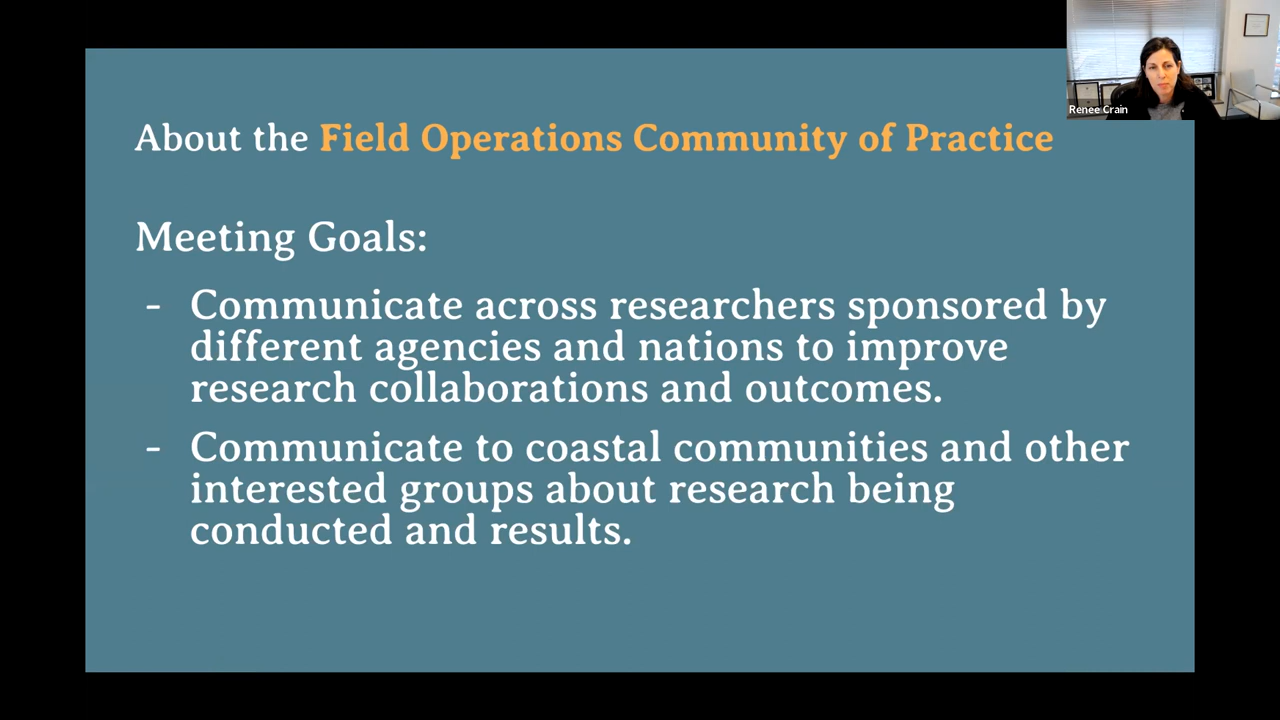 Renee Crain
About the Field Operations Community of Practice
Meeting Goals:
- Communicate across researchers sponsored by
different agencies and nations to improve
research collaborations and outcomes.
- Communicate to coastal communities and other
interested groups about research being
conducted and results.